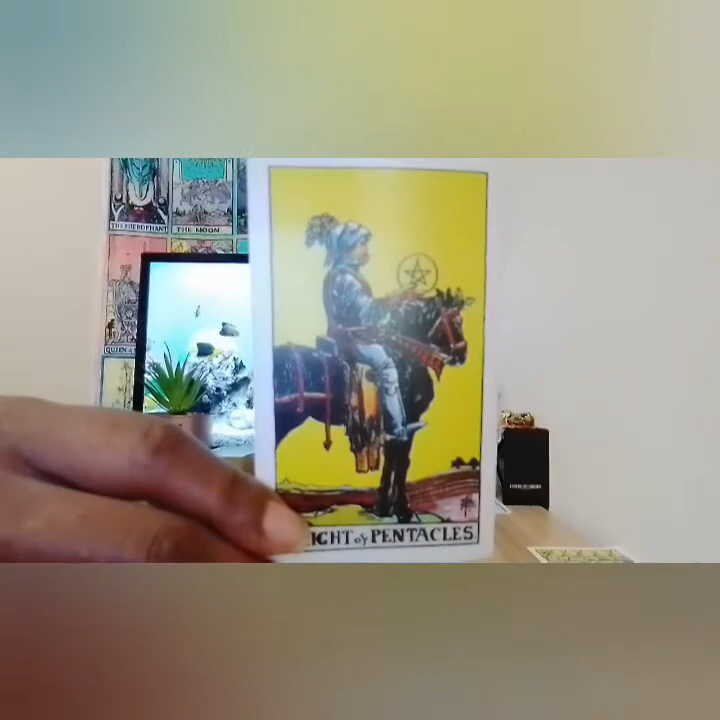 THE HIEROPHANT
THE MOON.
QUEEN
IGHT of PENTACLES